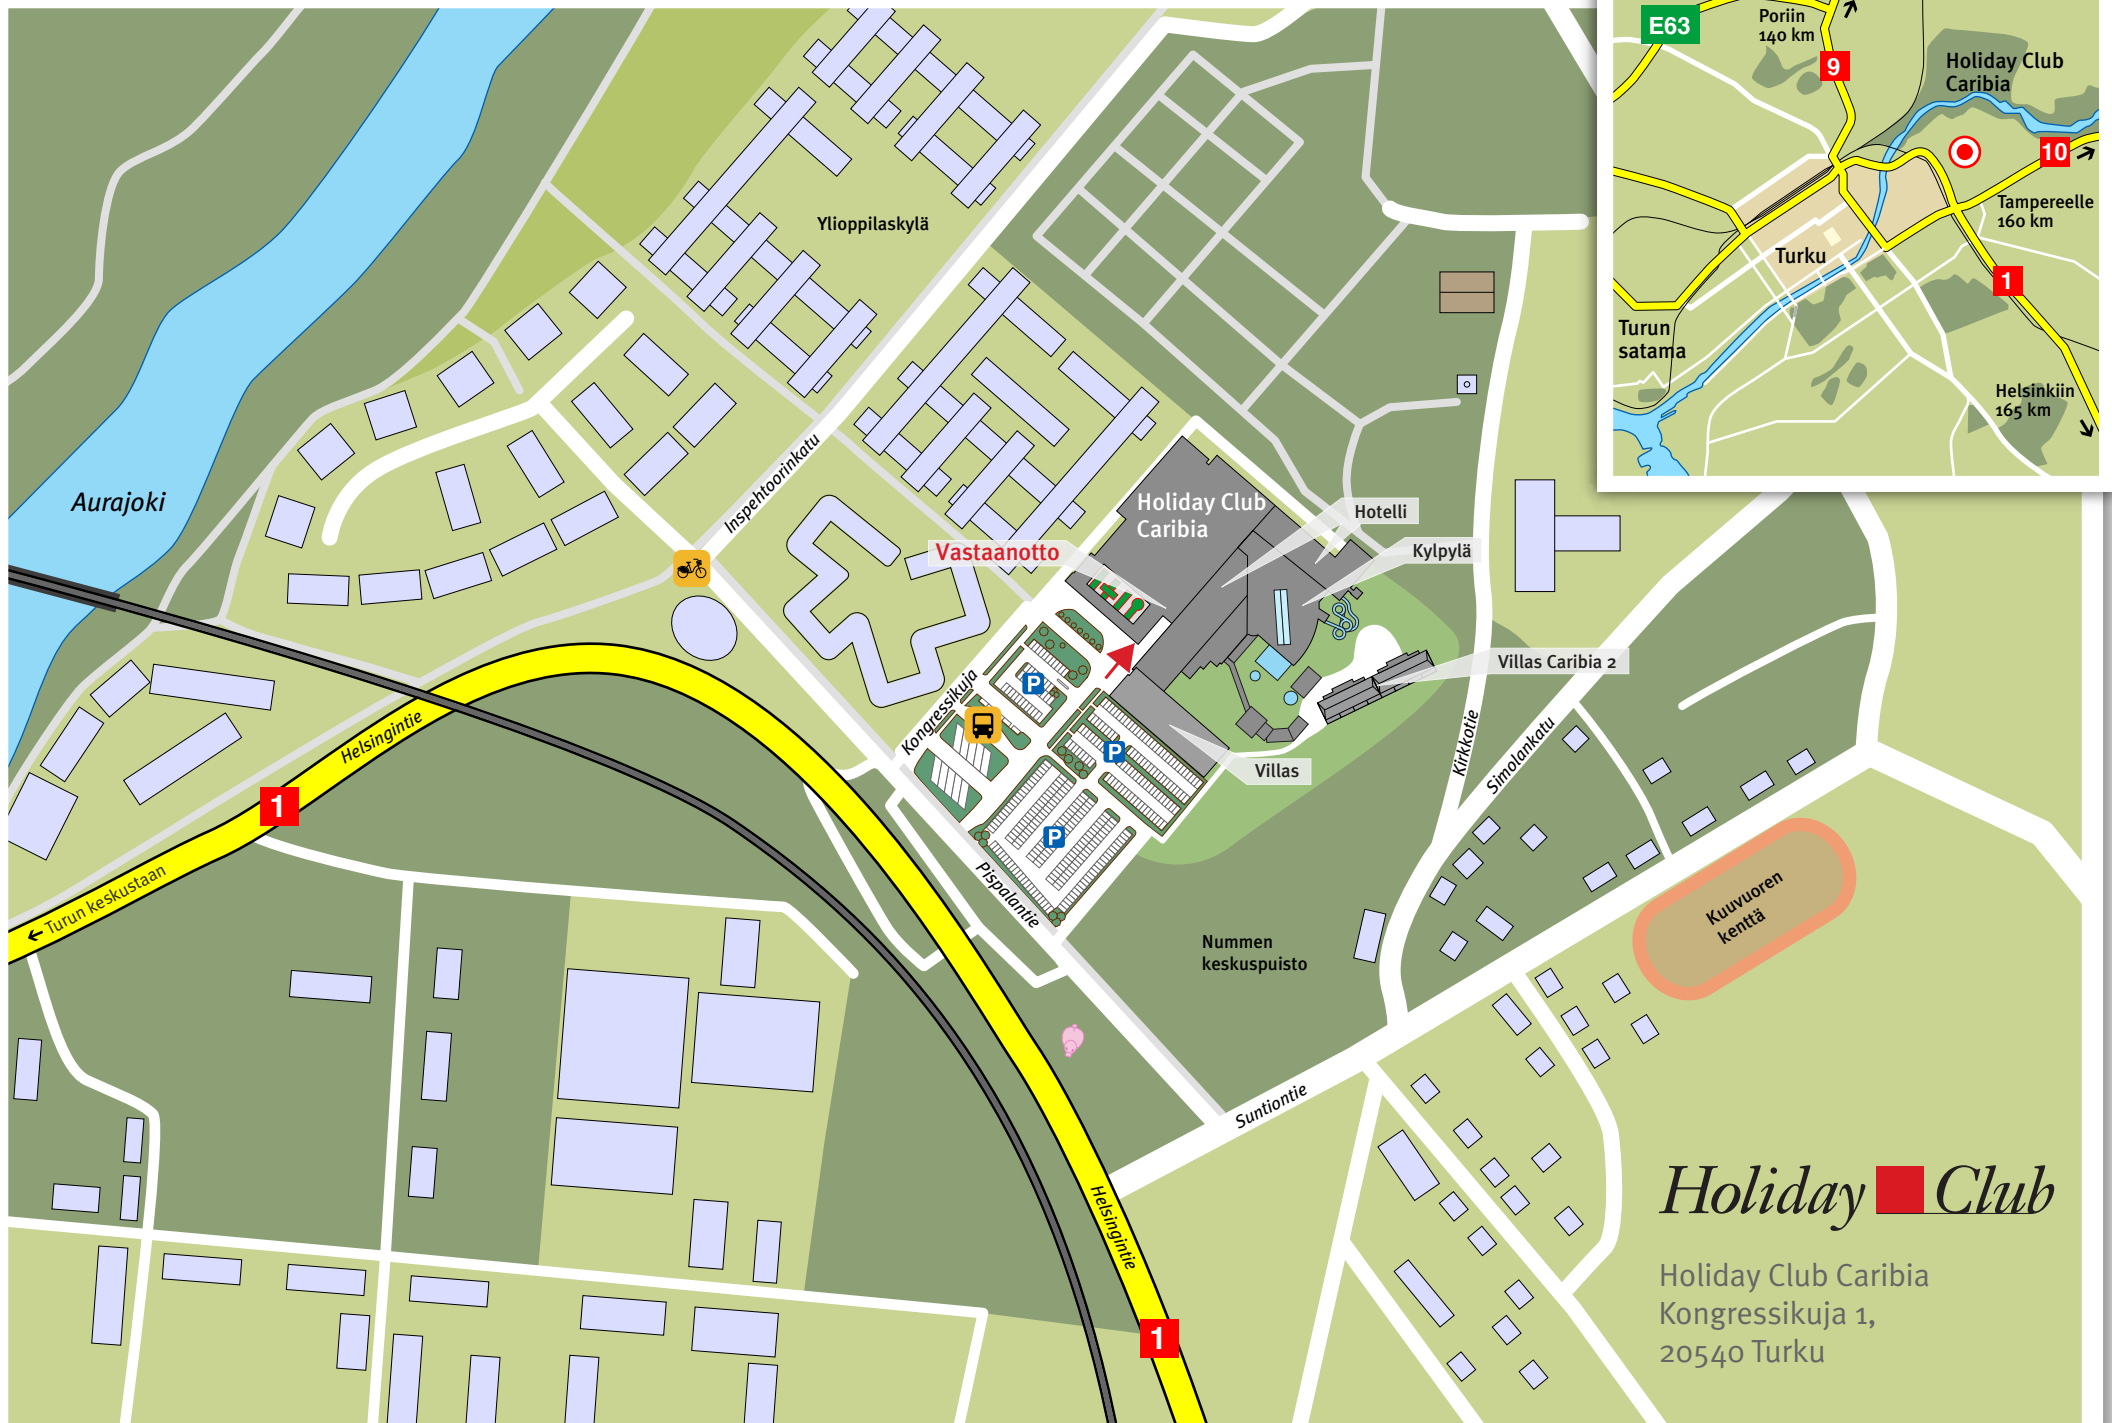 E63
Poriin
140 km
9
Holiday Club
Caribia
10
Tampereelle
160 km
Turku
1
Turun
satama
Helsinkiin
165 km
Ylioppilaskylä
Aurajoki
Inspehtoorinkatu
Holiday Club
Caribia
Hotelli
Vastaanotto
Kylpylä
Villas Caribia 2
Kongressikuja
P
P
P
Villas
Kirkkotie
Simolankatu
Helsingintie
1
← Turun keskustaan
Pispalantie
Nummen
keskuspuisto
Kuuvuoren
kenttä
Suntiontie
Helsingintie
1
Holiday Club
Holiday Club Caribia
Kongressikuja 1,
20540 Turku